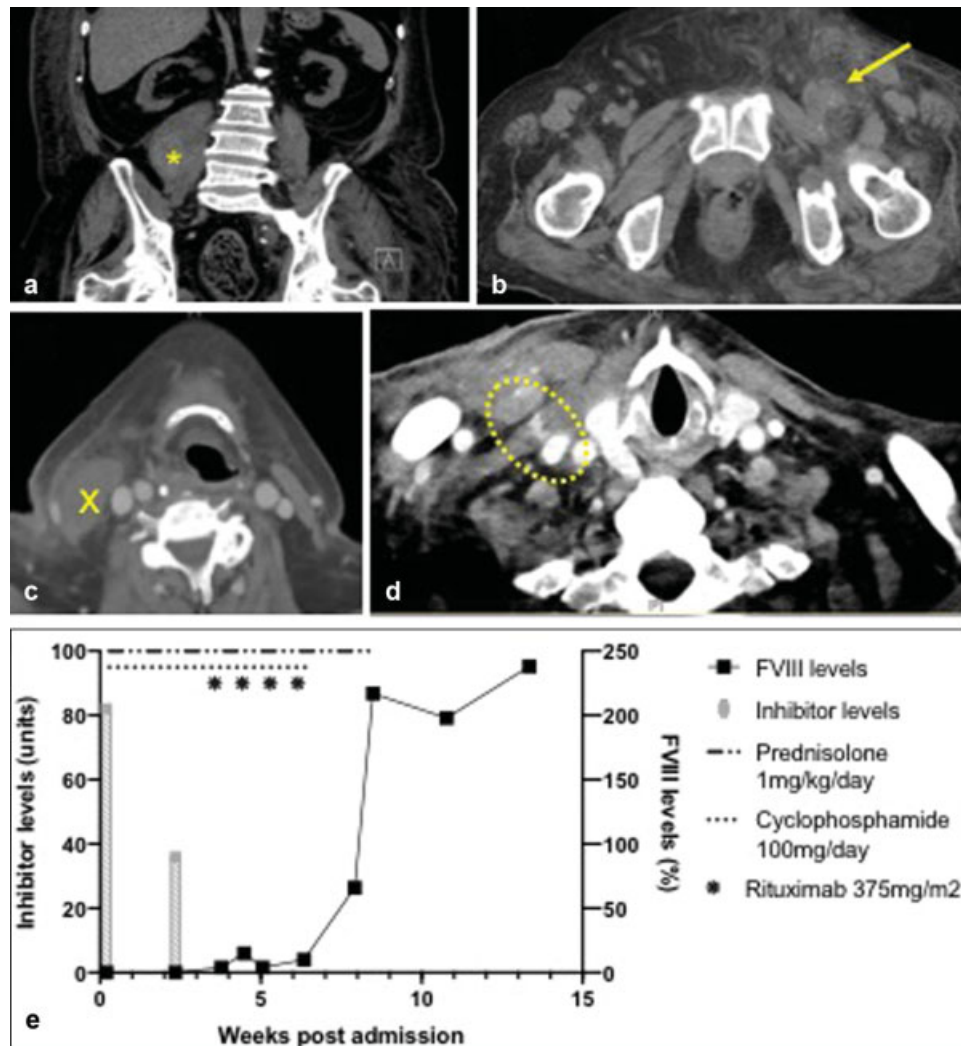 *
A
a
b
X
c
d
100
80
60
40
20
0
Inhibitor levels (units)
250
200
150
100
50
0
FVIII levels (%)
0
5
10
15
Weeks post admission
FVIII levels
Inhibitor levels
Prednisolone
1mg/kg/day
Cyclophosphamide
100mg/day
Rituximab 375mg/m2
e